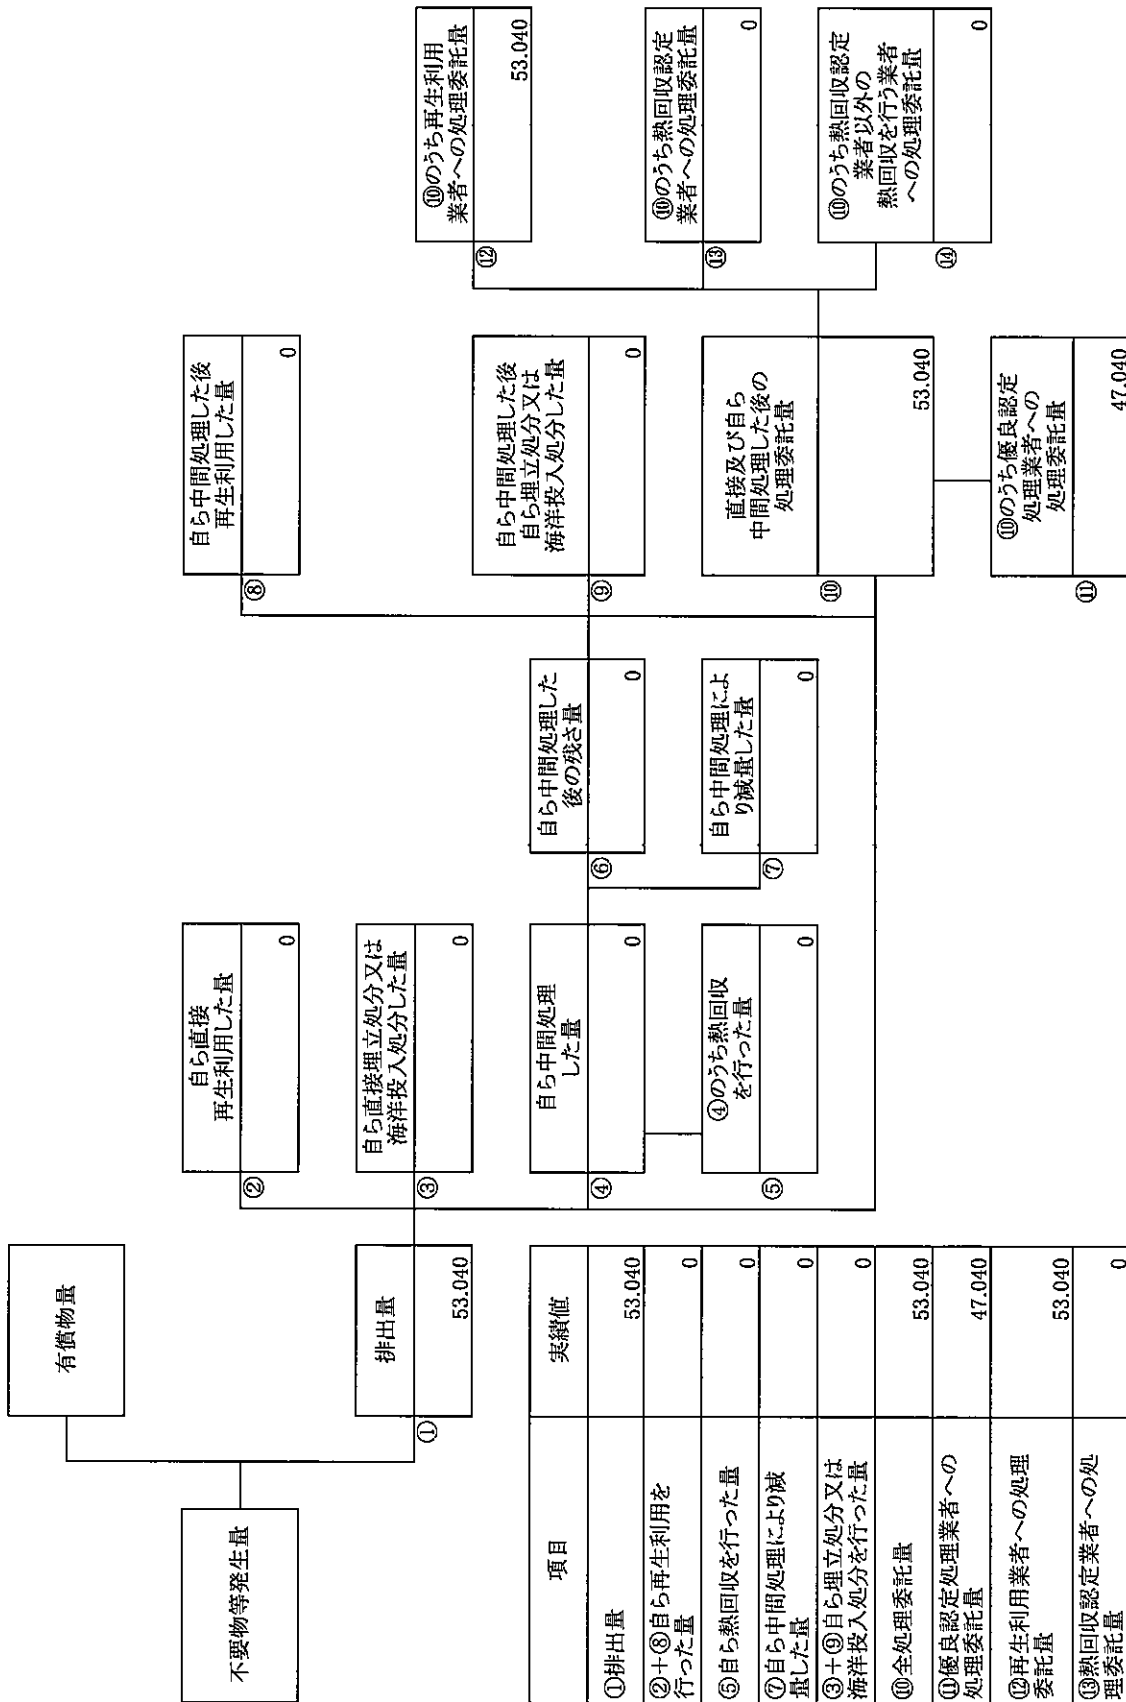 有償物量
不要物等発生量
排出量
①
53.040
自ら直接
再生利用した量
②
0
自ら直接埋立処分又は
海洋投入処分した量
③
0
自ら中間処理
した量
④
0
④のうち熱回収
を行った量
⑤
0
自ら中間処理した
後の残さ量
⑥
0
自ら中間処理によ
り減量した量
⑦
0
自ら中間処理した後
再生利用した量
⑧
0
自ら中間処理した後
自ら埋立処分又は
海洋投入処分した量
⑨
0
直接及び自ら
中間処理した後の
処理委託量
⑩
53.040
⑩のうち優良認定
処理業者への
処理委託量
⑪
47.040
⑩のうち再生利用
業者への処理委託量
⑫
53.040
⑩のうち熱回収認定
業者への処理委託量
⑬
0
⑩のうち熱回収認定
業者以外の
熱回収を行う業者
への処理委託量
⑭
0
項目 実績値
①排出量 53.040
②+⑧自ら再生利用を
行った量 0
⑤自ら熱回収を行った量 0
⑦自ら中間処理により減
量した量 0
③+⑨自ら埋立処分又は
海洋投入処分を行った量 0
⑩全処理委託量 53.040
⑪優良認定処理業者への
処理委託量 47.040
⑫再生利用業者への処理
委託量 53.040
⑬熱回収認定業者への処
理委託量 0